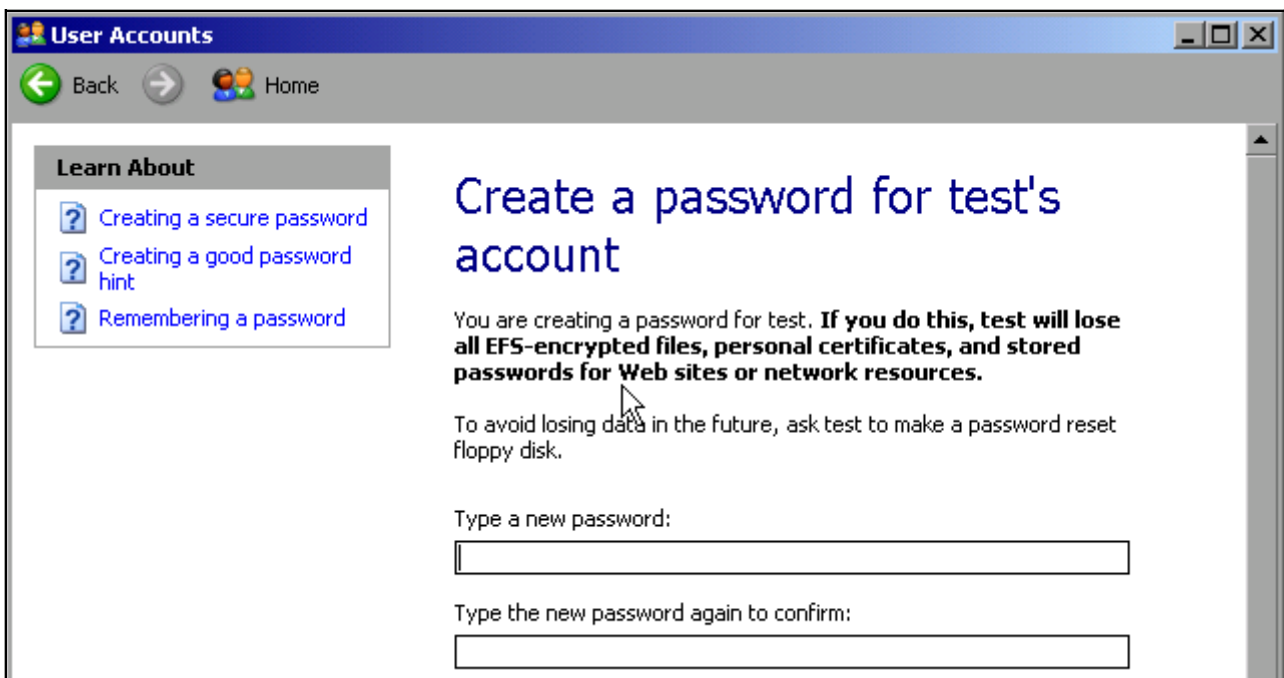 User Accounts
Back
Home
Learn About
Creating a secure password
Creating a good password
hint
Remembering a password
Create a password for test's
account
You are creating a password for test. If you do this, test will lose
all EFS-encrypted files, personal certificates, and stored
passwords for Web sites or network resources.
To avoid losing data in the future, ask test to make a password reset
floppy disk.
Type a new password:
Type the new password again to confirm: